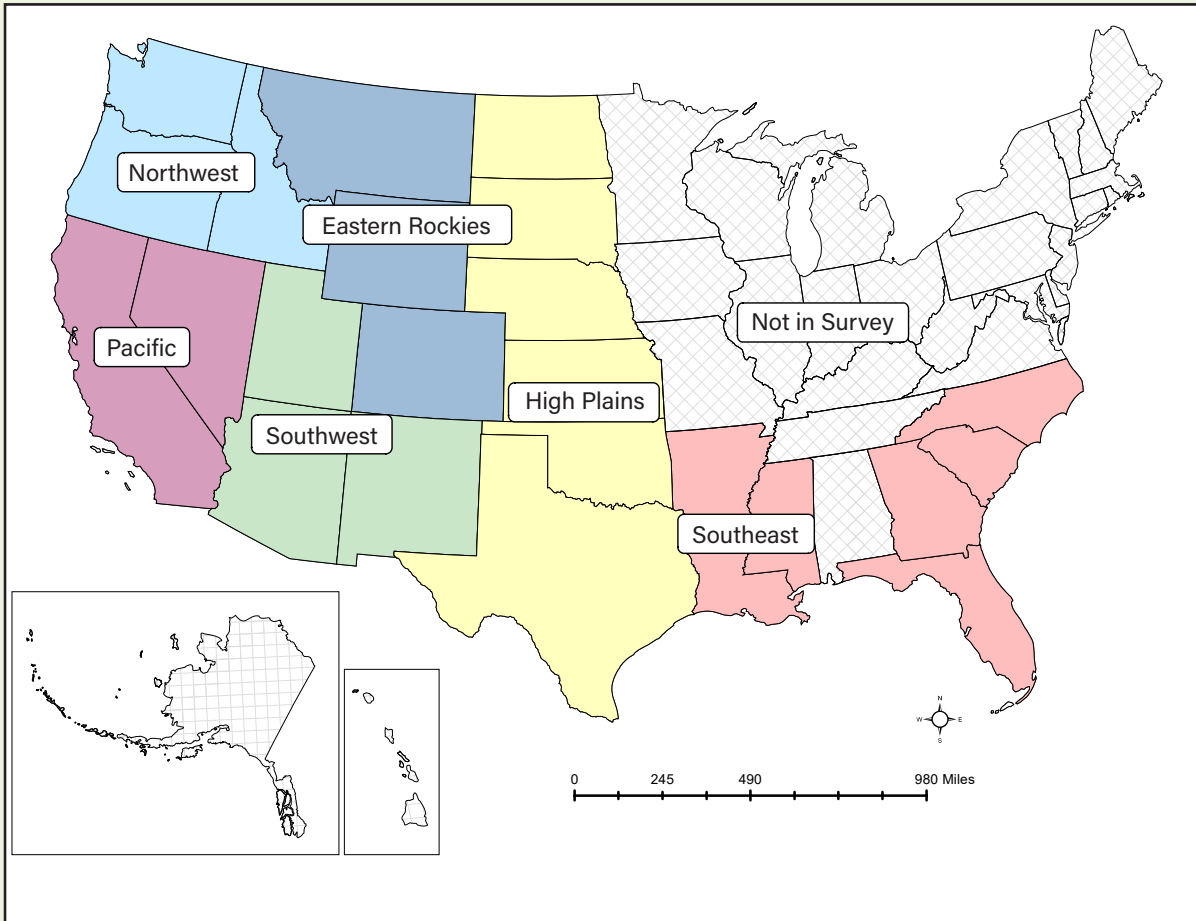 Northwest
Eastern Rockies
Not in Survey
Pacific
High Plains
Southwest
Southeast
N
W E
S
0 245 490 980 Miles